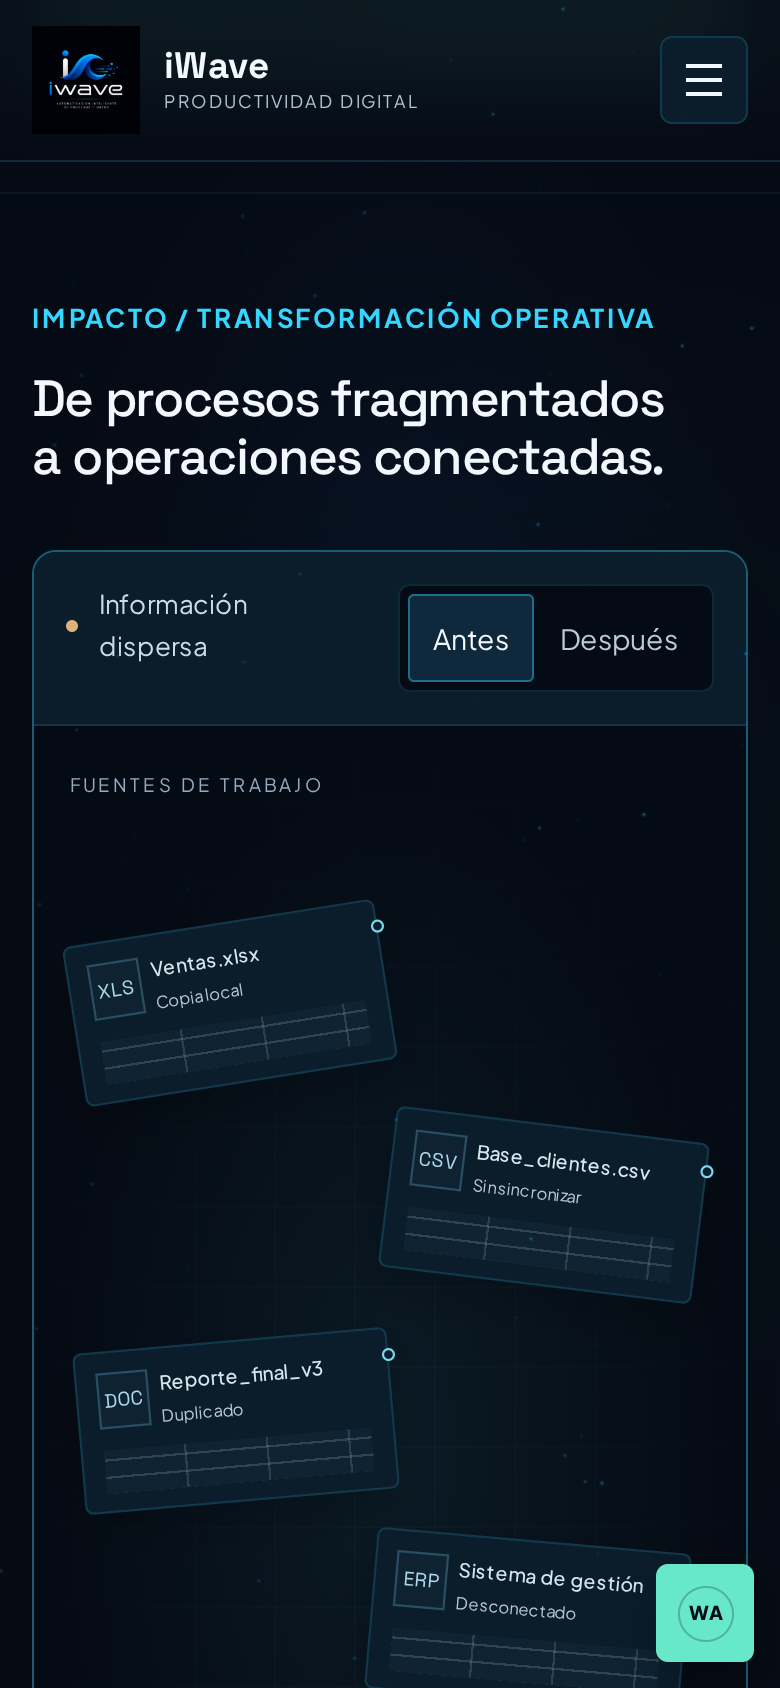 iwave
iWave
PRODUCTIVIDAD DIGITAL
IMPACTO / TRANSFORMACIÓN OPERATIVA
De procesos fragmentados
a operaciones conectadas.
Información
dispersa
Antes
Después
FUENTES DE TRABAJO
XLS
Ventas.xlsx
Copia local
CSV
Base_clientes.csv
Sin sincronizar
DOC
Reporte_final_v3
Duplicado
ERP
Sistema de gestión
Desconectado
WA